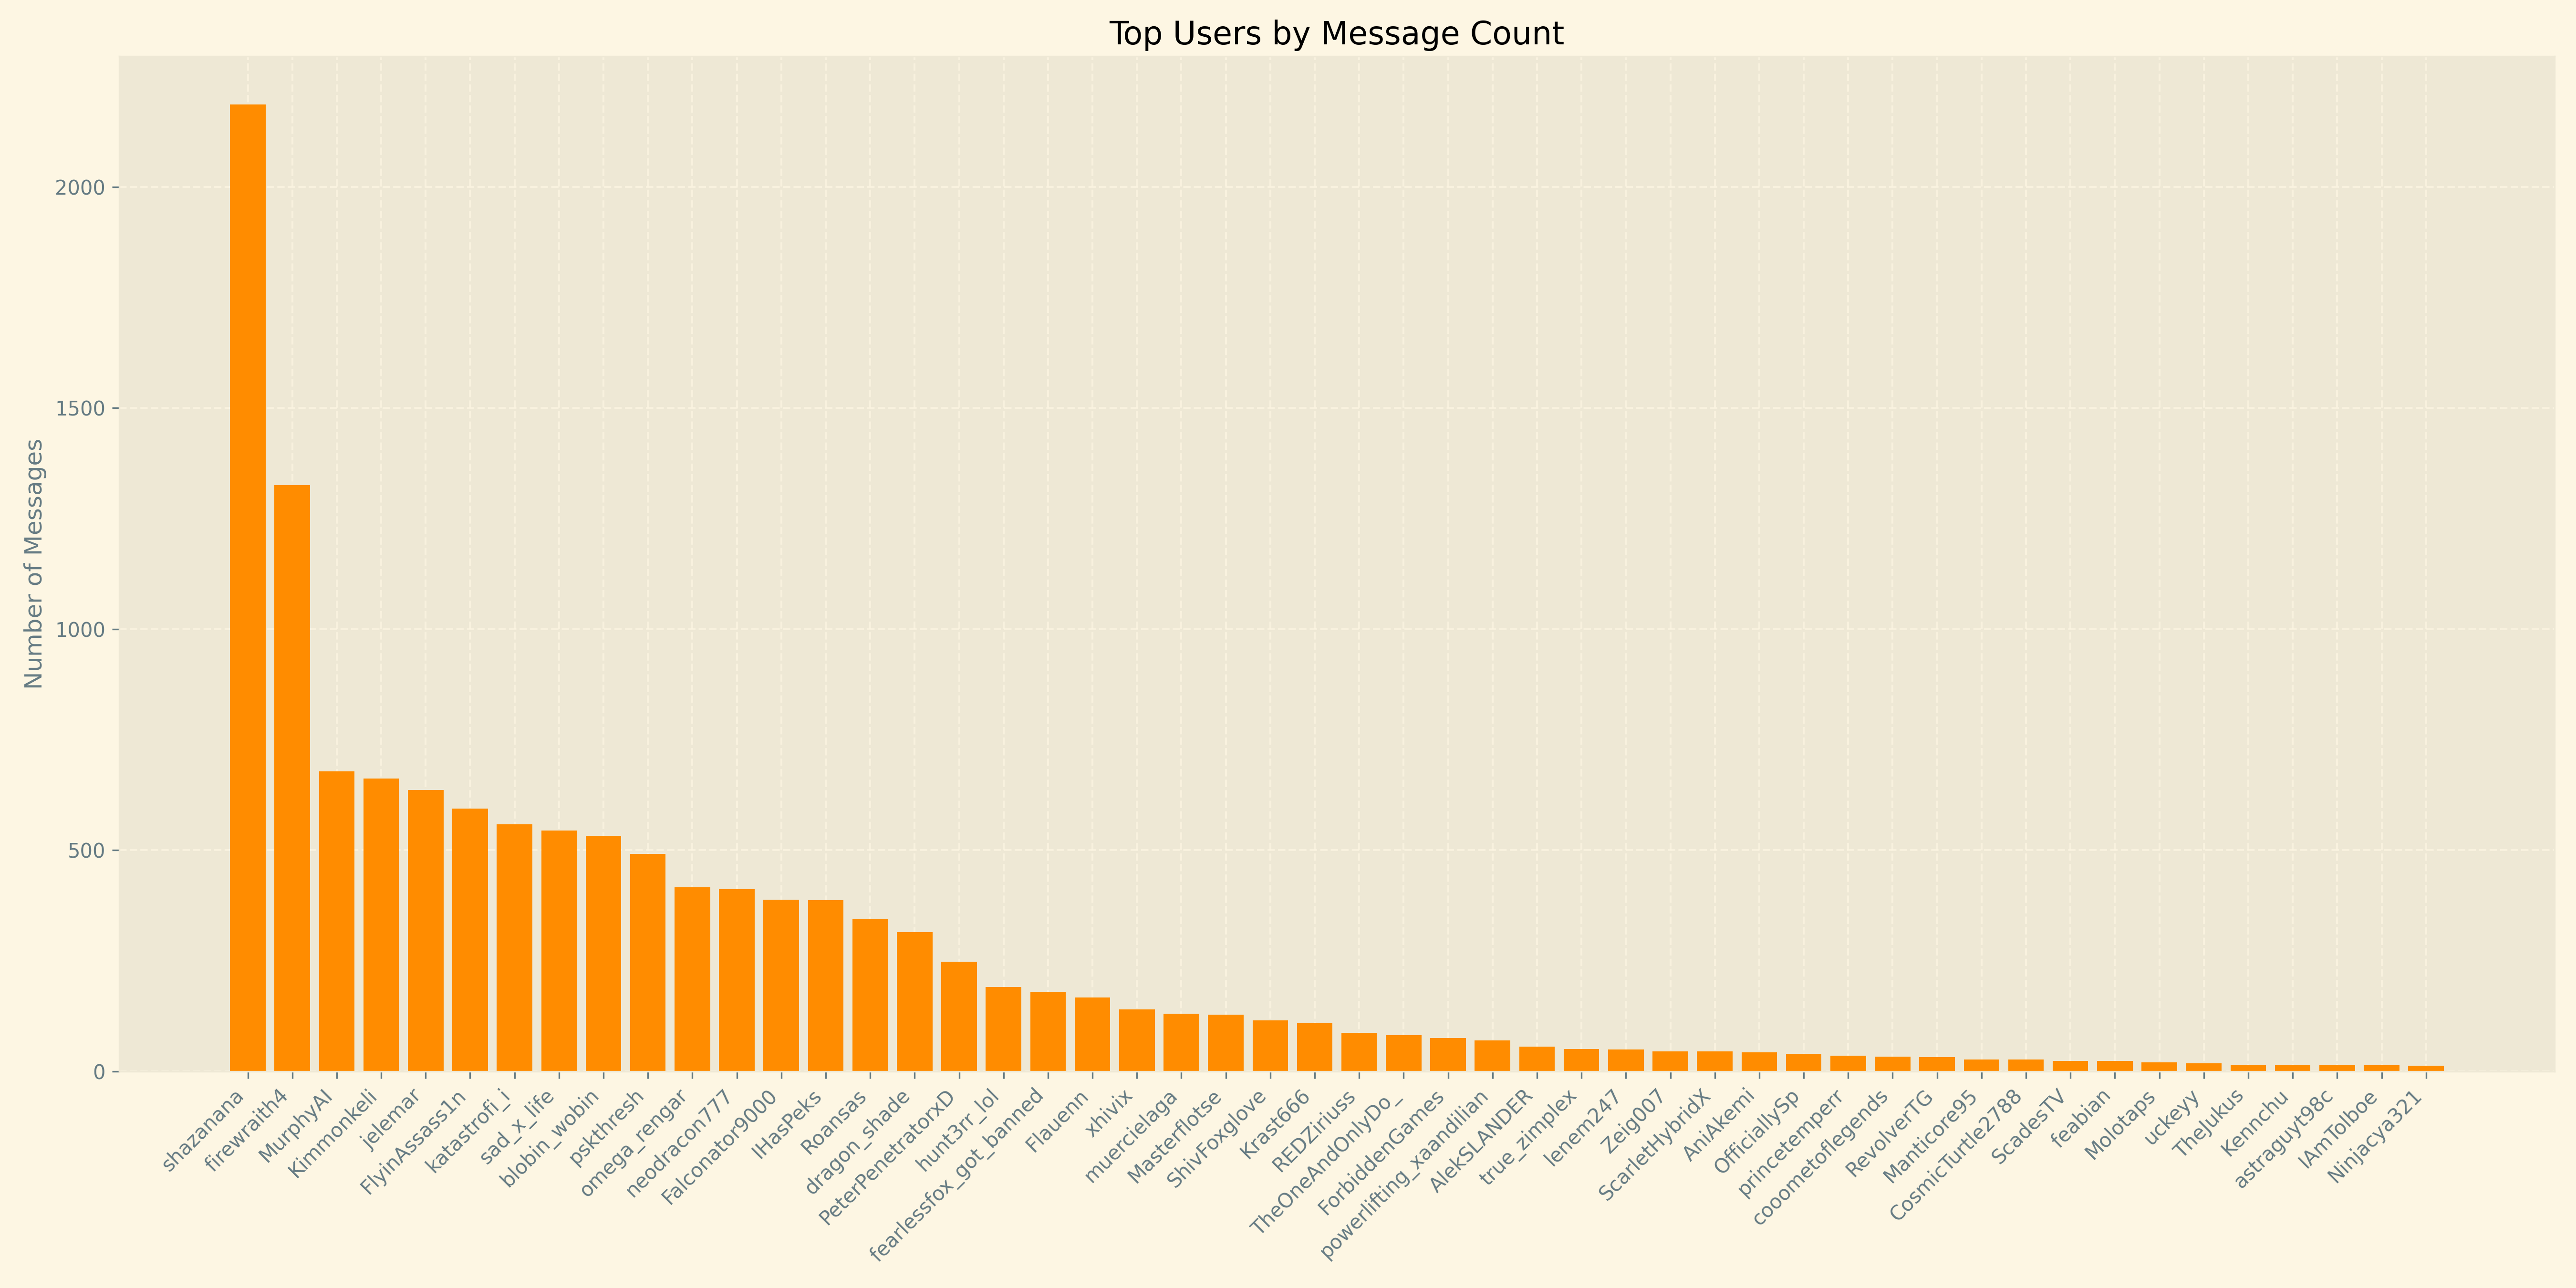 Top Users by Message Count
Number of Messages
2000
1500
1000
500
0
shazanana
firewraith4
MurphyAI
Kimmonkeli
jelemar
FlyinAssass1n
katastrofi_i
sad_x_life
blobin_wobin
pskthresh
omega_rengar
neodracon777
Falconator9000
IHasPeks
Roansas
dragon_shade
PeterPenetratorxD
hunt3rr_lol
fearlessfox_got_banned
Flauenn
xhivix
muercielaga
Masterflotse
ShivFoxglove
Krast666
REDZiriuss
TheOneAndOnlyDo_
ForbiddenGames
powerlifting_xaandilian
AlekSLANDER
true_zimplex
lenem247
Zeig007
ScarletHybridX
AniAkemi
OfficiallySp
princetemperr
cooometoflegends
RevolverTG
Manticore95
CosmicTurtle2788
ScadesTV
feabian
Molotaps
uckeyy
TheJukus
Kennchu
astraguyt98c
IAmTolboe
Ninjacya321